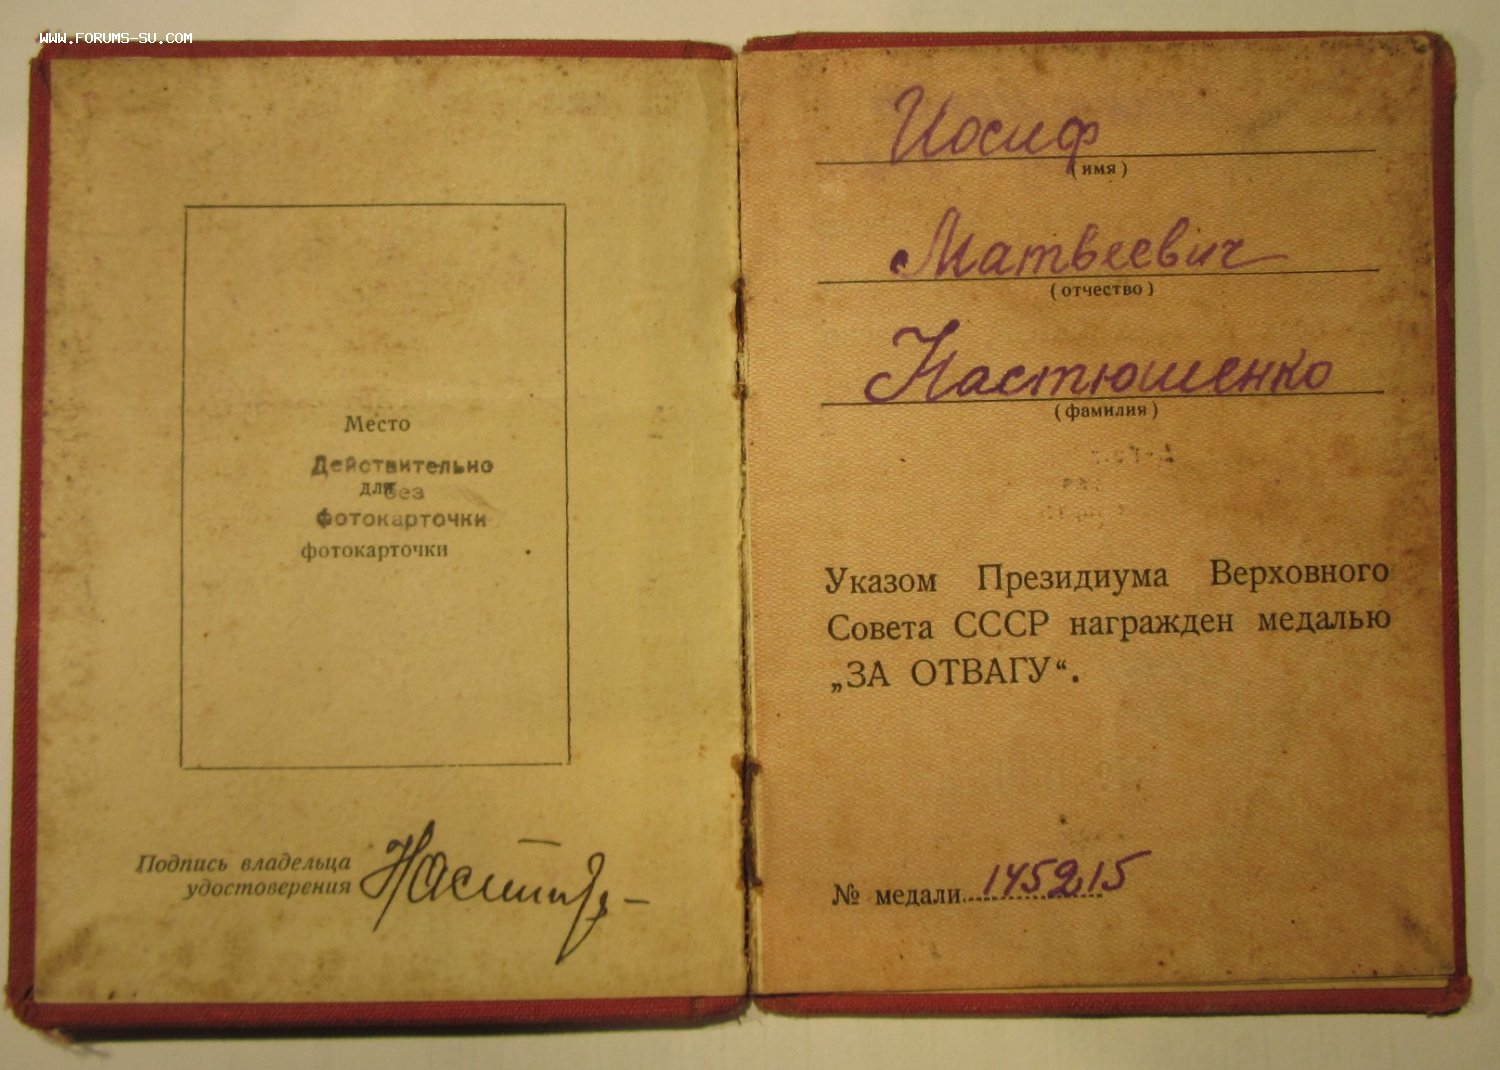 WWW.FORUMS-SU.COM
Место
Действительно
для
без
фотокарточки
фотокарточки
Подпись владельца
удостоверения
Иосиф
(имя)
Матвеевич
(отчество)
Настюшенко
(фамилия)
Указом Президиума Верховного
Совета СССР награжден медалью
„ЗА ОТВАГУ“.
№ медали 1459215